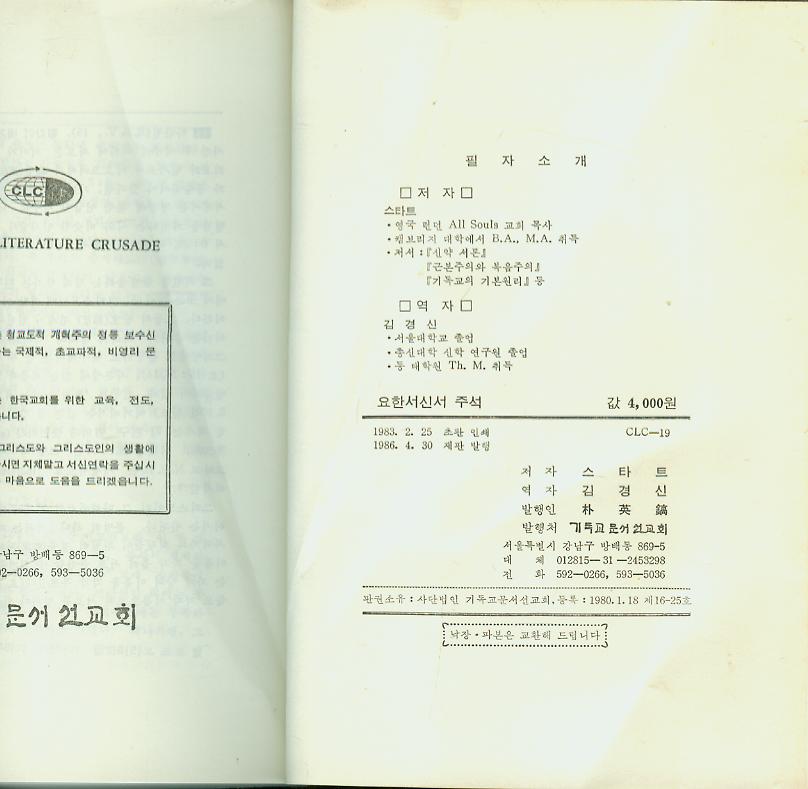 CLC
LITERATURE CRUSADE
청교도적 개혁주의 정통 보수신
는 국제적, 초교파적, 비영리 문
는 한국교회를 위한 교육, 전도,
니다.
그리스도와 그리스도인의 생활에
시면 지체말고 서신연락을 주십시
마음으로 도움을 드리겠읍니다.
남구 방배동 869—5
2—0266, 593—5036
문서선교회
필 자 소 개
□ 저 자 □
스타트
• 영국 런던 All Souls 교회 목사
• 캠브리지 대학에서 B.A., M.A. 취득
• 저서 : 『신약 서론』
『근본주의와 복음주의』
『기독교의 기본원리』 등
□ 역 자 □
김 경 신
• 서울대학교 졸업
• 총신대학 신학 연구원 졸업
• 동 대학원 Th. M. 취득
요한서신서 주석 값 4,000원
1983. 2. 25 초판 인쇄 CLC—19
1986. 4. 30 재판 발행
저 자 스 타 트
역 자 김 경 신
발행인 朴 英 鎬
발행처 기독교문서선교회
서울특별시 강남구 방배동 869-5
대 체 012815—31—2453298
전 화 592—0266, 593—5036
판권소유 : 사단법인 기독교문서선교회, 등록 : 1980. 1. 18 제16-25호
낙장 • 파본은 교환해 드립니다